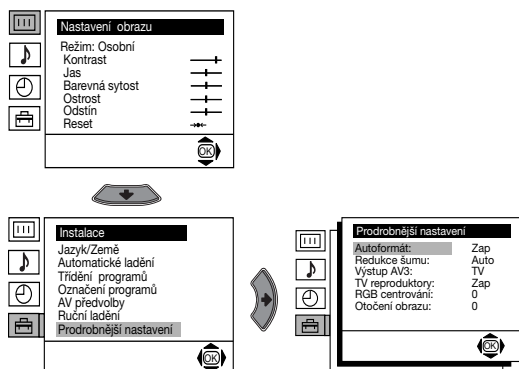 Nastavení obrazu
Režim: Osobní
Kontrast
Jas
Barevná sytost
Ostrost
Odstín
Reset
OK
Instalace
Jazyk/Země
Automatické ladění
Třídění programů
Označení programů
AV předvolby
Ruční ladění
Prodrobnější nastavení
OK
Prodrobnější nastavení
Autoformát: Zap
Redukce šumu: Auto
Výstup AV3: TV
TV reproduktory: Zap
RGB centrování: 0
Otočení obrazu: 0
OK